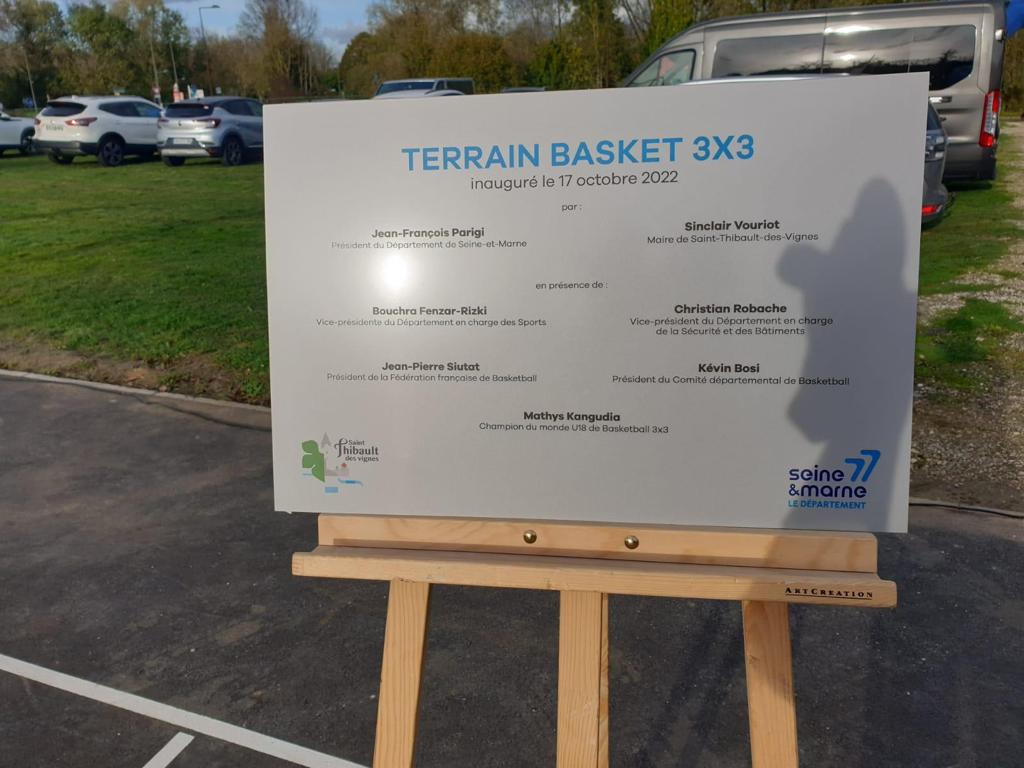 TERRAIN BASKET 3X3
inauguré le 17 octobre 2022
par :
Jean-François Parigi
Président du Département de Seine-et-Marne
Sinclair Vouriot
Maire de Saint-Thibault-des-Vignes
en présence de :
Bouchra Fenzar-Rizki
Vice-présidente du Département en charge des Sports
Christian Robache
Vice-président du Département en charge
de la Sécurité et des Bâtiments
Jean-Pierre Siutat
Président de la Fédération française de Basketball
Kévin Bosi
Président du Comité départemental de Basketball
Mathys Kangudia
Champion du monde U18 de Basketball 3x3
Saint
Thibault
des vignes
seine 77
&marne
LE DÉPARTEMENT
ARTCREATION